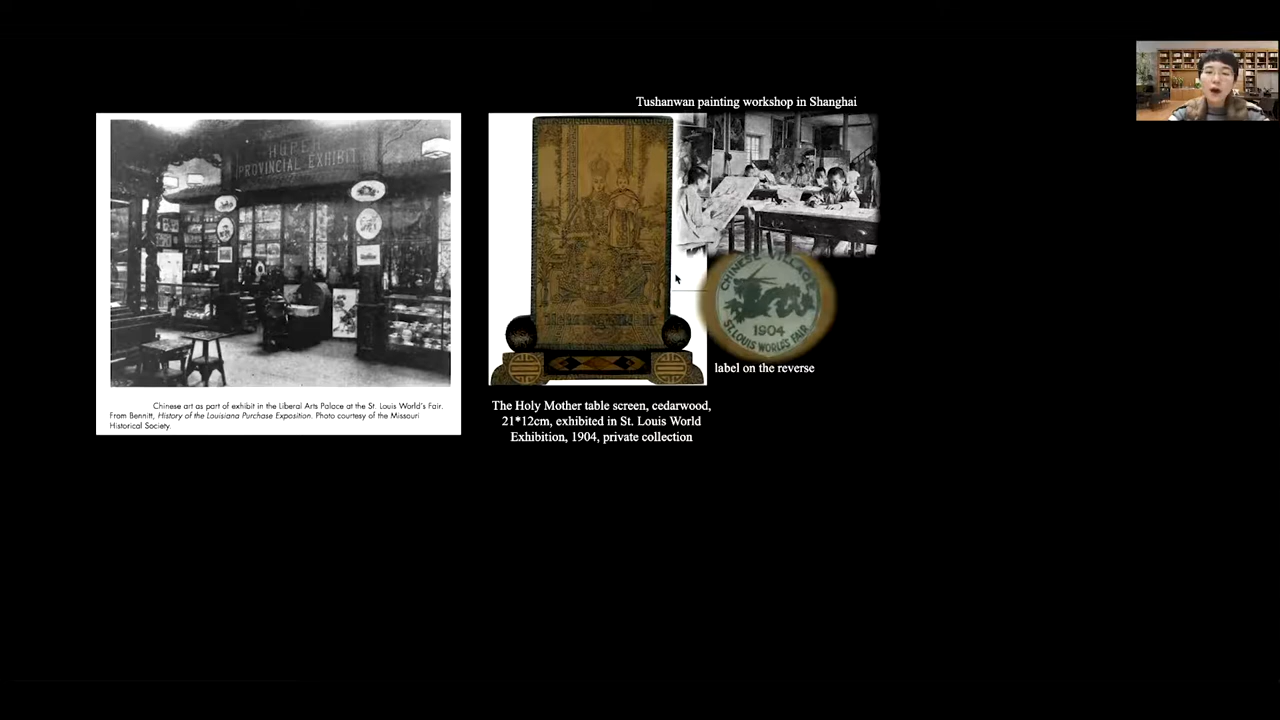 Tushanwan painting workshop in Shanghai
HUPEH
PROVINCIAL EXHIBIT
CHINESE VILLAGE
1904
ST. LOUIS WORLD'S FAIR
label on the reverse
Chinese art as part of exhibit in the Liberal Arts Palace at the St. Louis World's Fair.
From Bennitt, History of the Louisiana Purchase Exposition. Photo courtesy of the Missouri
Historical Society.
The Holy Mother table screen, cedarwood,
21*12cm, exhibited in St. Louis World
Exhibition, 1904, private collection